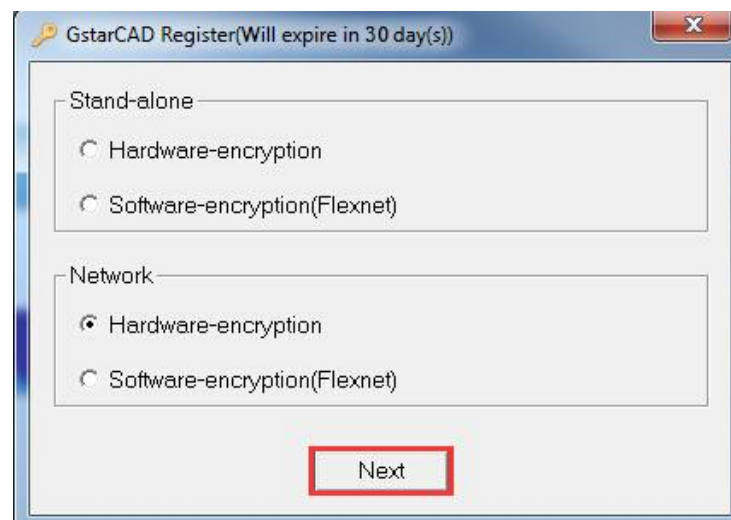 GstarCAD Register(Will expire in 30 day(s))
Stand-alone
Hardware-encryption
Software-encryption(Flexnet)
Network
Hardware-encryption
Software-encryption(Flexnet)
Next